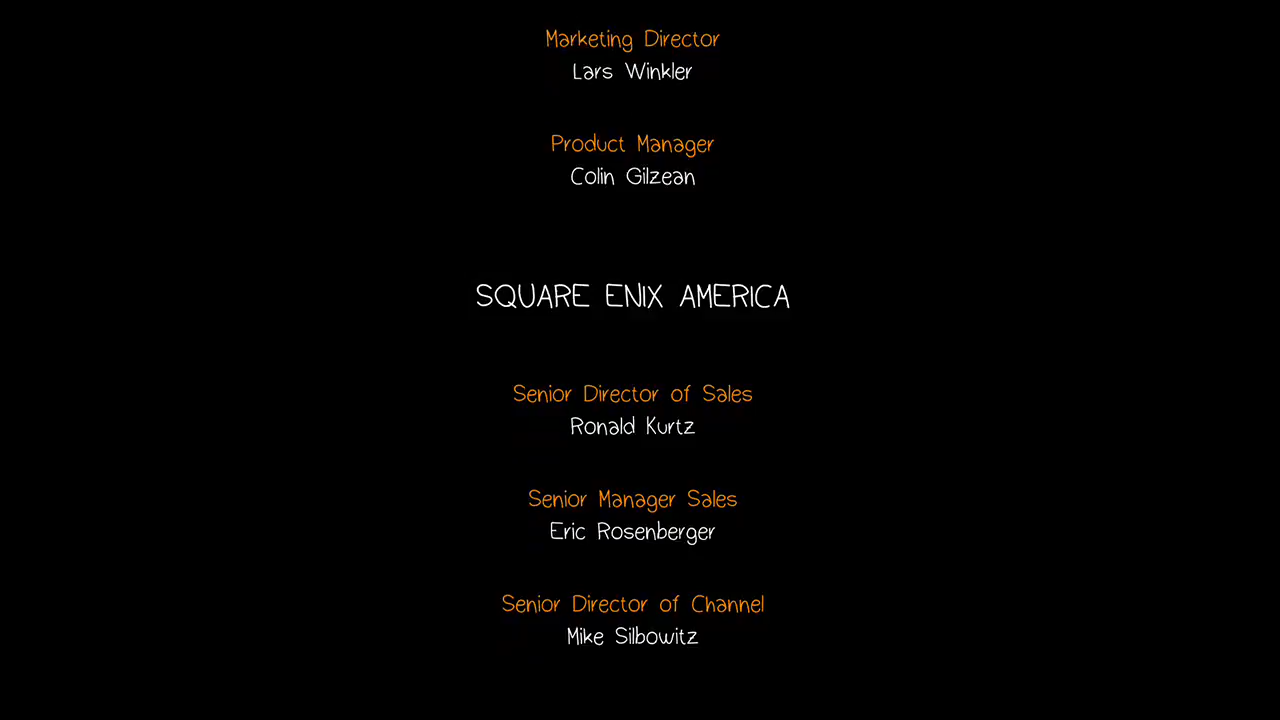 Marketing Director
Lars Winkler
Product Manager
Colin Gilzean
SQUARE ENIX AMERICA
Senior Director of Sales
Ronald Kurtz
Senior Manager Sales
Eric Rosenberger
Senior Director of Channel
Mike Silbowitz